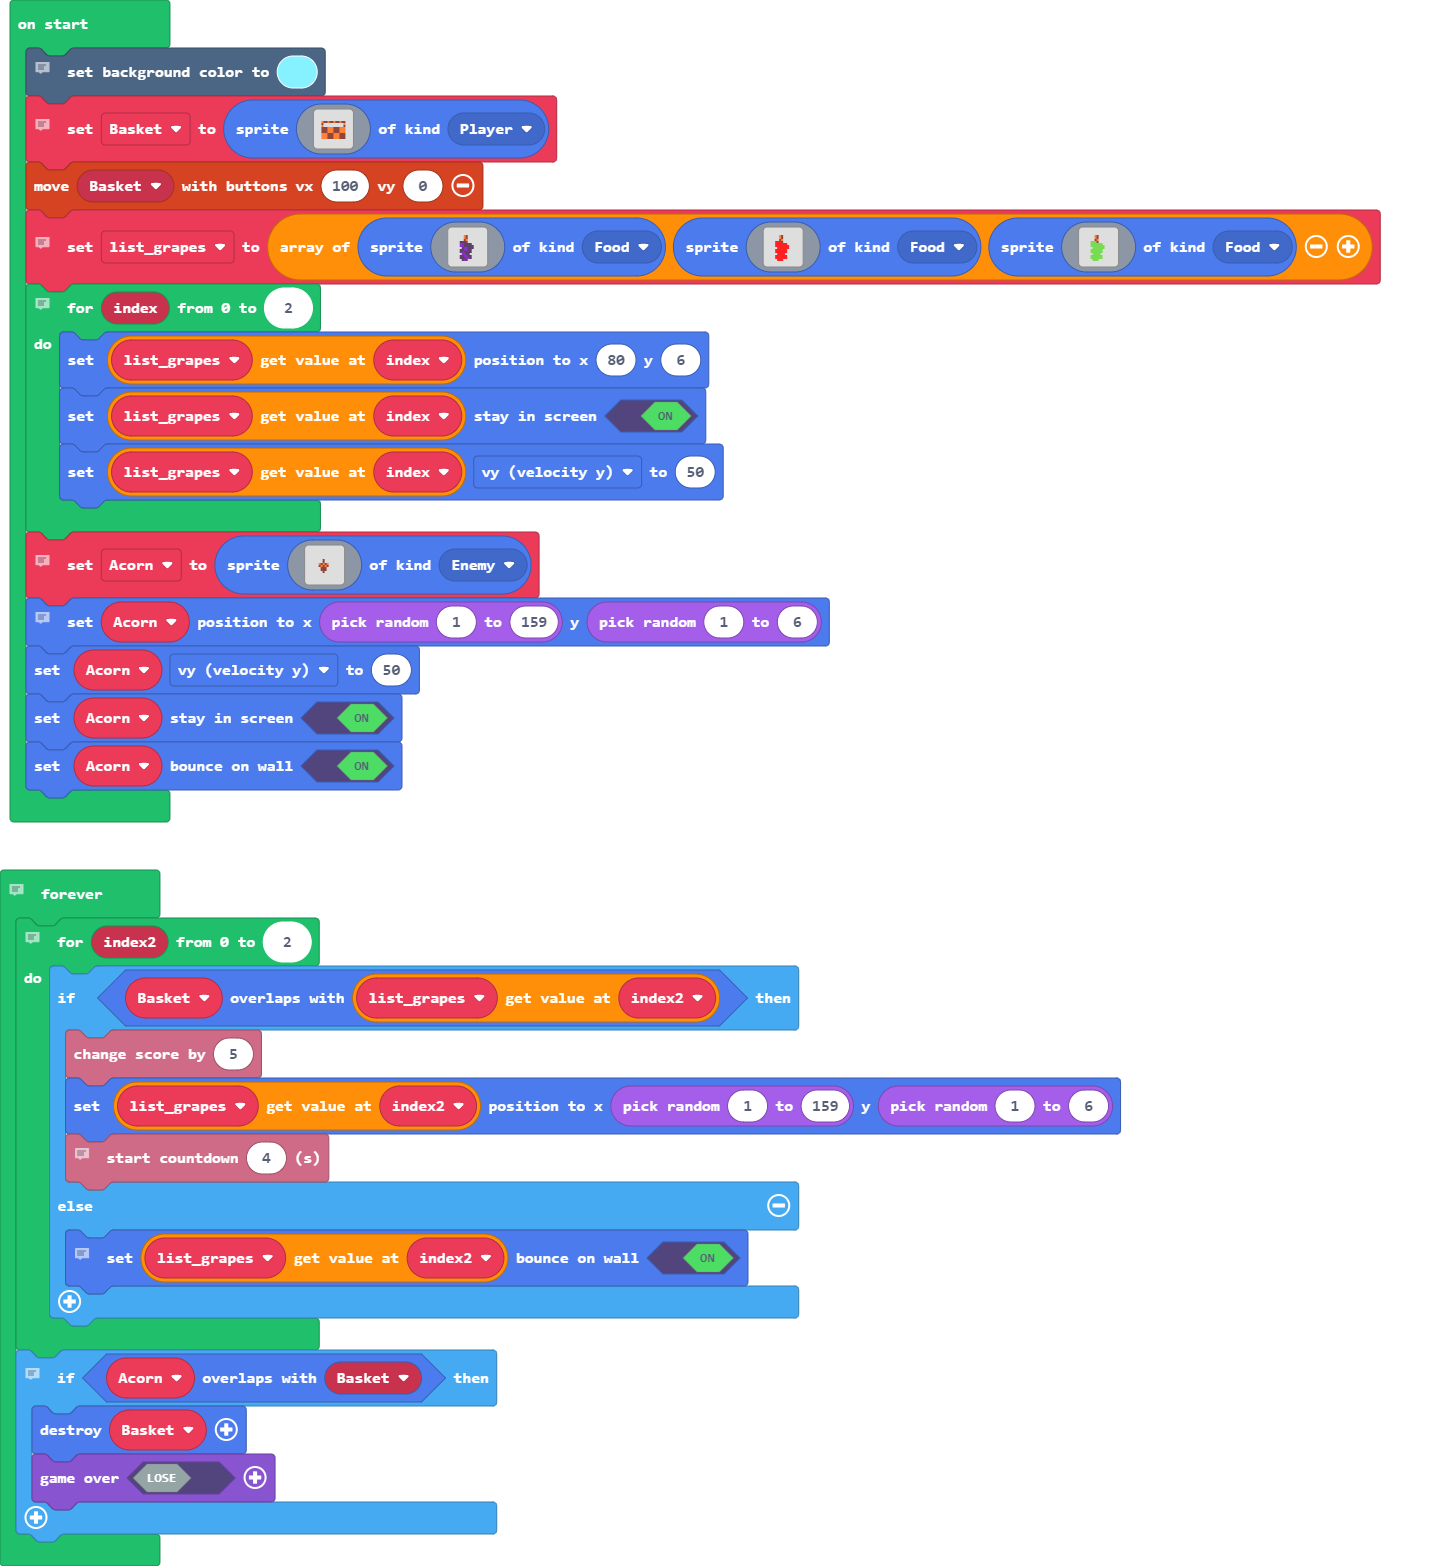 on start
set background color to
set Basket to sprite of kind Player
move Basket with buttons vx 100 vy 0
set list_grapes to array of sprite of kind Food sprite of kind Food sprite of kind Food
for index from 0 to 2
do
set list_grapes get value at index position to x 80 y 6
set list_grapes get value at index stay in screen ON
set list_grapes get value at index vy (velocity y) to 50
set Acorn to sprite of kind Enemy
set Acorn position to x pick random 1 to 159 y pick random 1 to 6
set Acorn vy (velocity y) to 50
set Acorn stay in screen ON
set Acorn bounce on wall ON
forever
for index2 from 0 to 2
do
if Basket overlaps with list_grapes get value at index2 then
change score by 5
set list_grapes get value at index2 position to x pick random 1 to 159 y pick random 1 to 6
start countdown 4 (s)
else
set list_grapes get value at index2 bounce on wall ON
if Acorn overlaps with Basket then
destroy Basket
game over LOSE